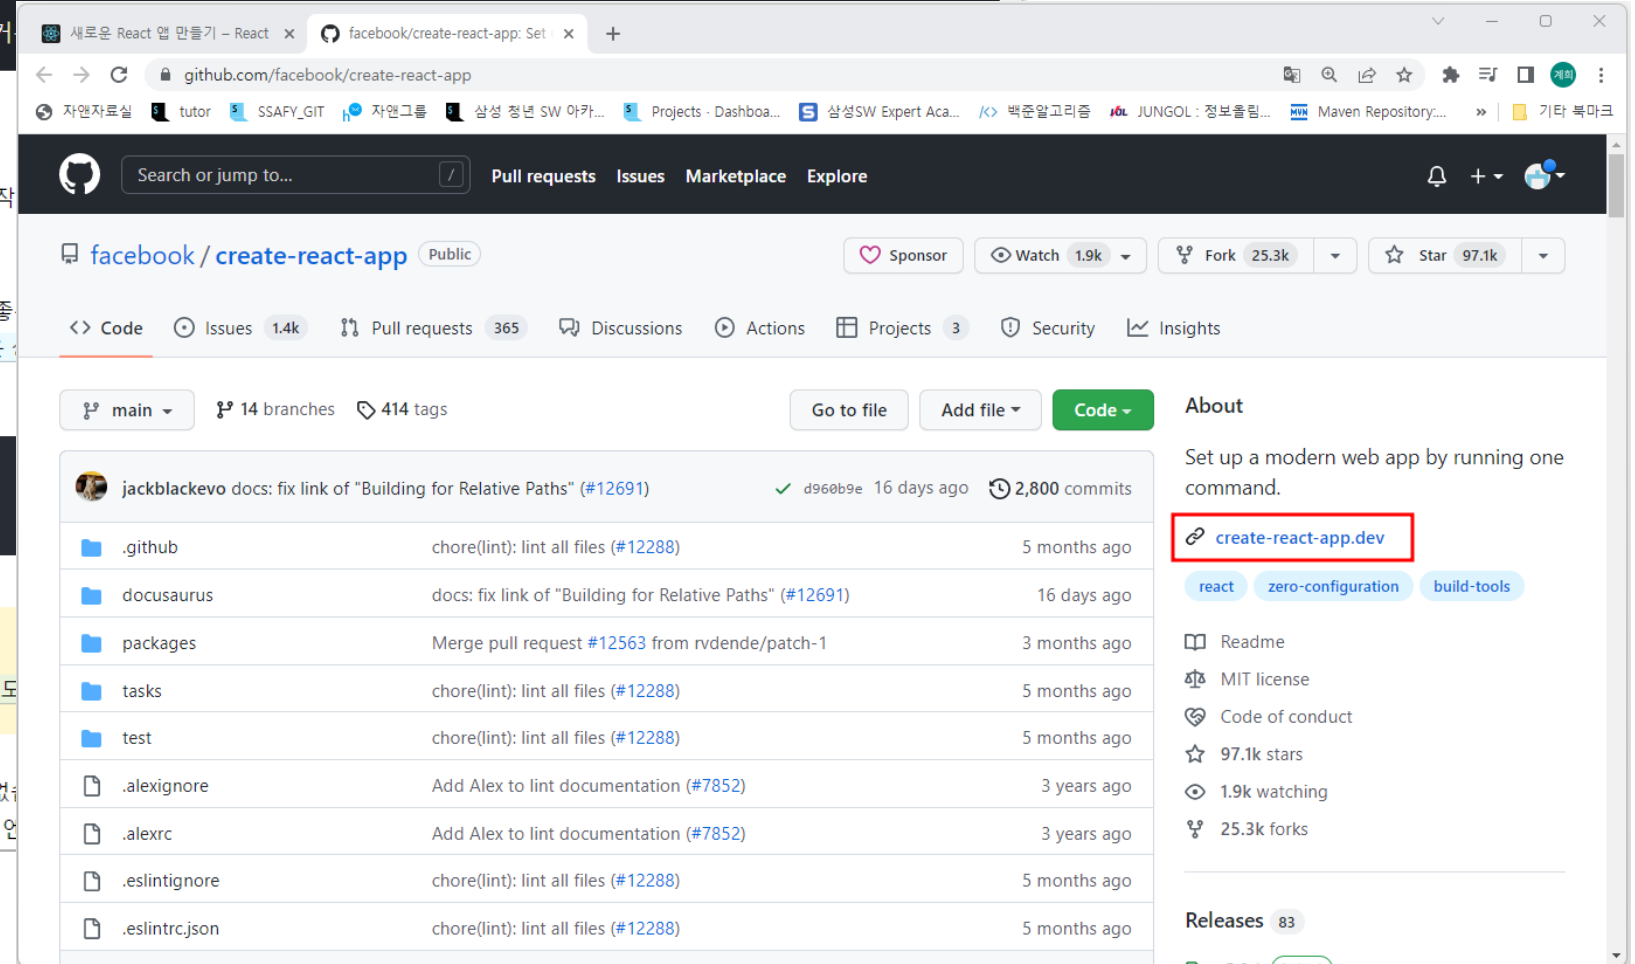 새로운 React 앱 만들기 – React
facebook/create-react-app: Set
github.com/facebook/create-react-app
계희
자앤자료실 tutor SSAFY_GIT 자앤그룹 삼성 청년 SW 아카... Projects · Dashboa... 삼성SW Expert Aca... 백준알고리즘 JUNGOL : 정보올림... Maven Repository:... » 기타 북마크
Search or jump to... / Pull requests Issues Marketplace Explore
facebook / create-react-app Public
Sponsor Watch 1.9k Fork 25.3k Star 97.1k
Code Issues 1.4k Pull requests 365 Discussions Actions Projects 3 Security Insights
main 14 branches 414 tags Go to file Add file Code
jackblackevo docs: fix link of "Building for Relative Paths" (#12691) d960b9e 16 days ago 2,800 commits
.github chore(lint): lint all files (#12288) 5 months ago
docusaurus docs: fix link of "Building for Relative Paths" (#12691) 16 days ago
packages Merge pull request #12563 from rvdende/patch-1 3 months ago
tasks chore(lint): lint all files (#12288) 5 months ago
test chore(lint): lint all files (#12288) 5 months ago
.alexignore Add Alex to lint documentation (#7852) 3 years ago
.alexrc Add Alex to lint documentation (#7852) 3 years ago
.eslintignore chore(lint): lint all files (#12288) 5 months ago
.eslintrc.json chore(lint): lint all files (#12288) 5 months ago
About
Set up a modern web app by running one
command.
create-react-app.dev
react zero-configuration build-tools
Readme
MIT license
Code of conduct
97.1k stars
1.9k watching
25.3k forks
Releases 83